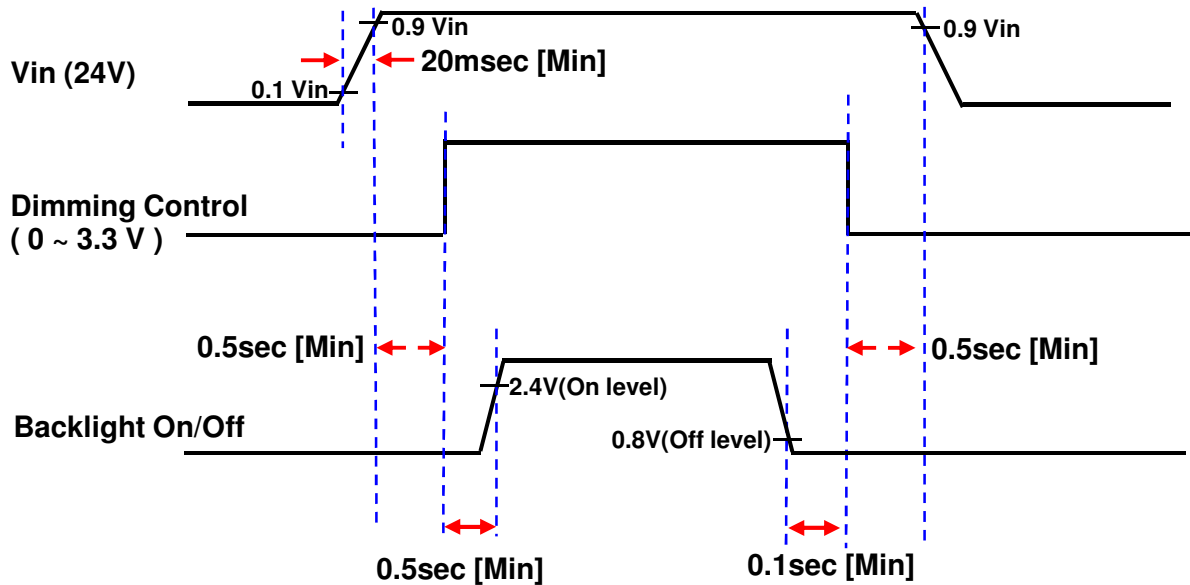 0.9 Vin
0.9 Vin
Vin (24V)
20msec [Min]
0.1 Vin
Dimming Control
( 0 ~ 3.3 V )
0.5sec [Min]
0.5sec [Min]
2.4V(On level)
Backlight On/Off
0.8V(Off level)
0.5sec [Min]
0.1sec [Min]